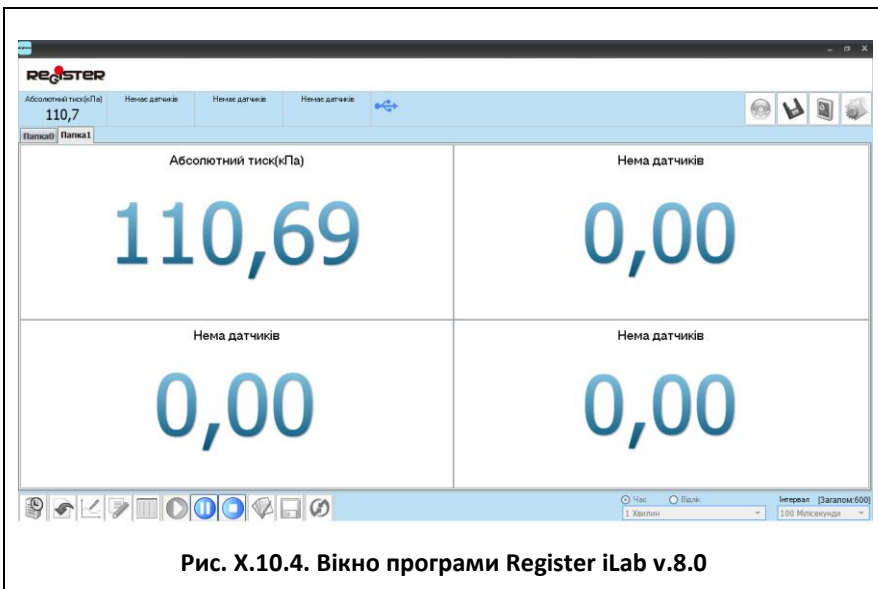 REGISTER
Абсолютний тиск(кПа) Немає датчиків Немає датчиків Немає датчиків
110,7
Папка0 Папка1
Абсолютний тиск(кПа) Нема датчиків
110,69 0,00
Нема датчиків Нема датчиків
0,00 0,00
Час Відлік Інтервал [Загалом:600]
1 Хвилин 100 Мілісекунди
Рис. Х.10.4. Вікно програми Register iLab v.8.0